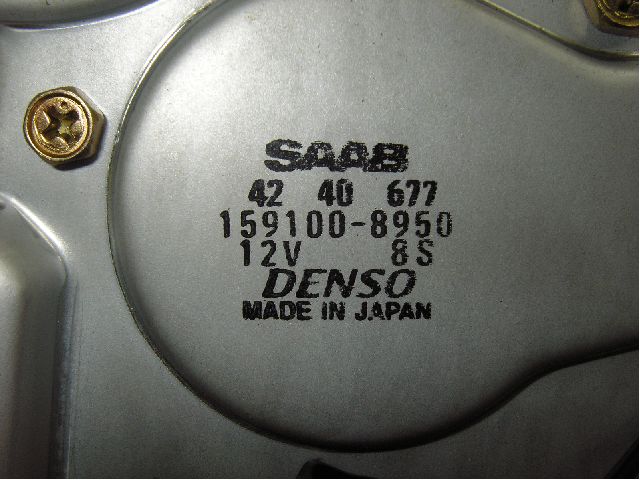 SAAB
42 40 677
159100-8950
12V 8S
DENSO
MADE IN JAPAN